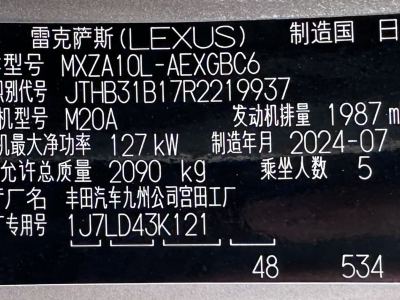 雷克萨斯(LEXUS) 制造国 日
型号 MXZA10L-AEXGBC6
识别代号 JTHB31B17R2219937
机型号 M20A 发动机排量 1987 m
机最大净功率 127 kW 制造年月 2024-07
允许总质量 2090 kg 乘坐人数 5
厂名 丰田汽车九州公司宫田工厂
厂专用号 1J7LD43K121
48 534